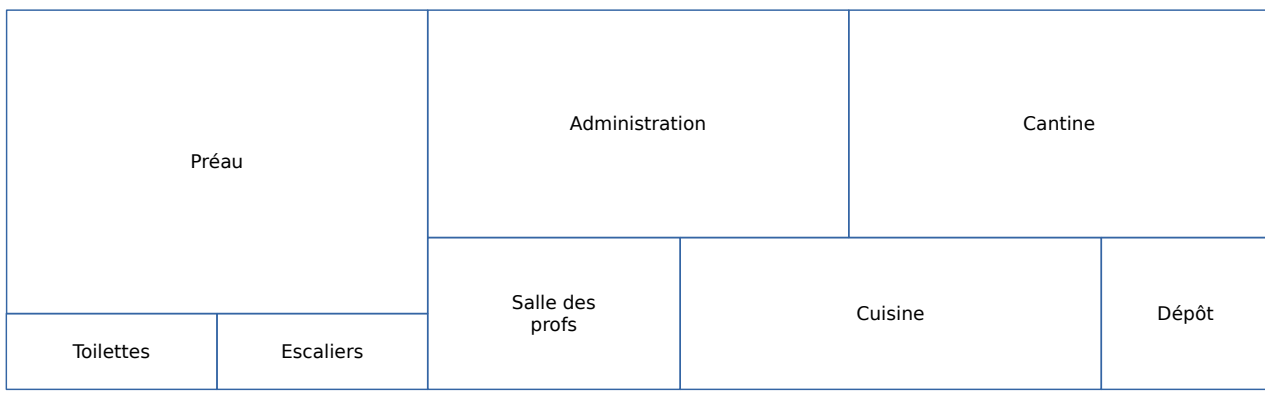 Administration
Cantine
Préau
Salle des
profs
Cuisine
Dépôt
Toilettes
Escaliers